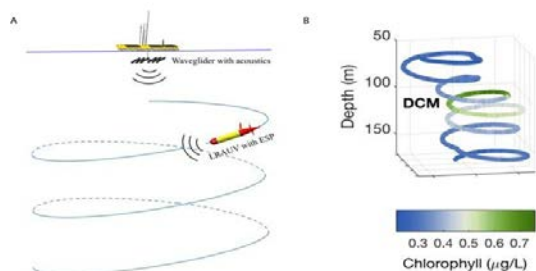 A
Waveglider with acoustics
LRAUV with ESP
B
50
100
150
Depth (m)
DCM
0.3 0.4 0.5 0.6 0.7
Chlorophyll (µg/L)